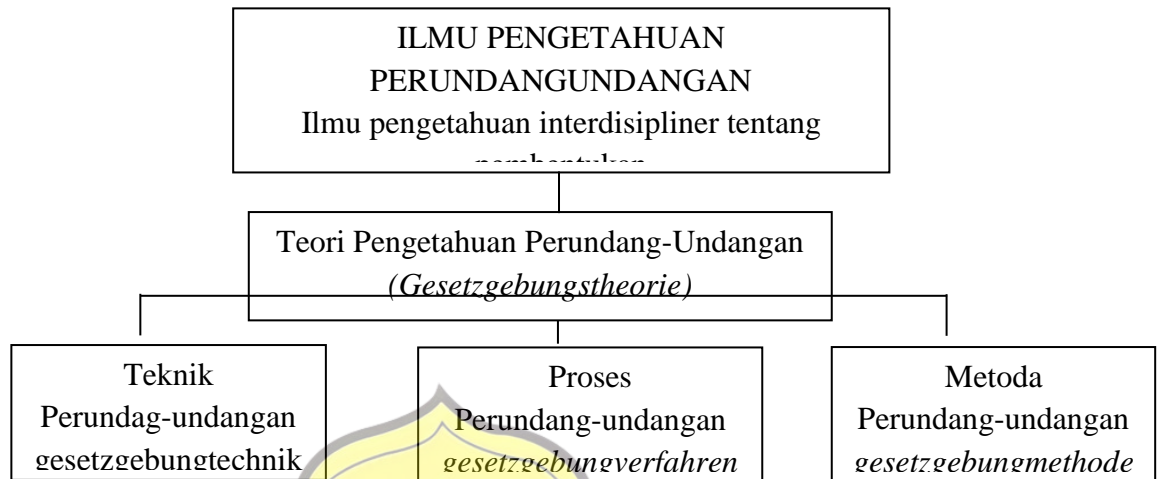 ILMU PENGETAHUAN
PERUNDANGUNDANGAN
Ilmu pengetahuan interdisipliner tentang
pembentukan
Teori Pengetahuan Perundang-Undangan
(Gesetzgebungstheorie)
Teknik
Perundag-undangan
gesetzgebungtechnik
Proses
Perundang-undangan
gesetzgebungverfahren
Metoda
Perundang-undangan
gesetzgebungmethode